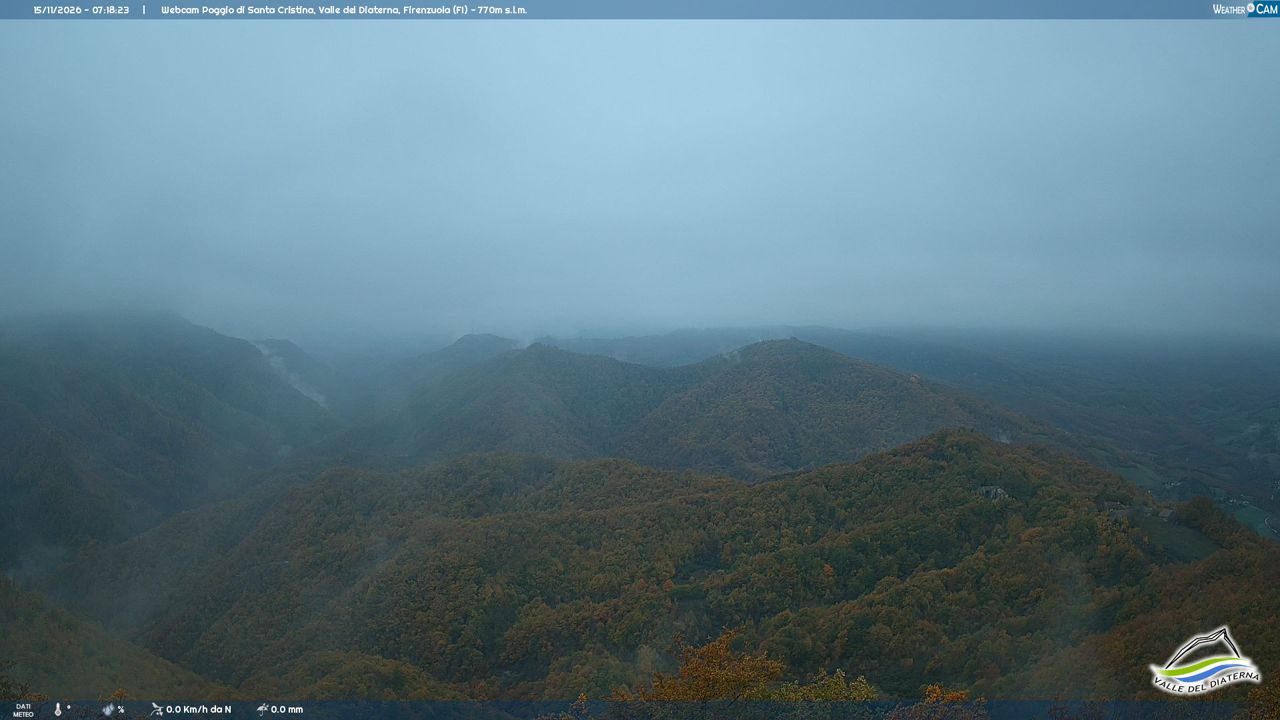 15/11/2026 - 07:18:23 | Webcam Poggio di Santa Cristina, Valle del Diaterna, Firenzuola (FI) - 770m s.l.m.
WEATHER CAM
VALLE DEL DIATERNA
DATI METEO ° % 0.0 Km/h da N 0.0 mm